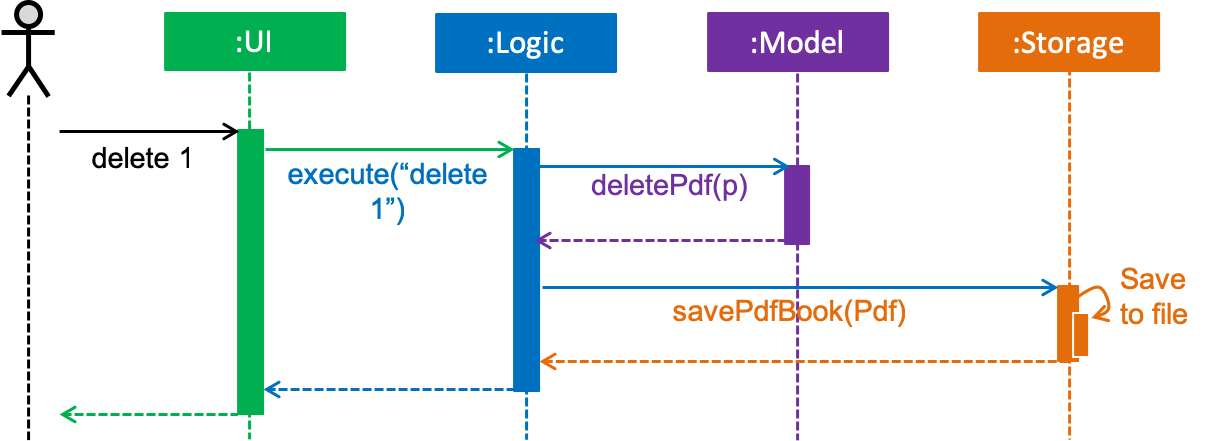 :UI
:Logic
:Model
:Storage
delete 1
execute(“delete
1”)
deletePdf(p)
savePdfBook(Pdf)
Save
to file